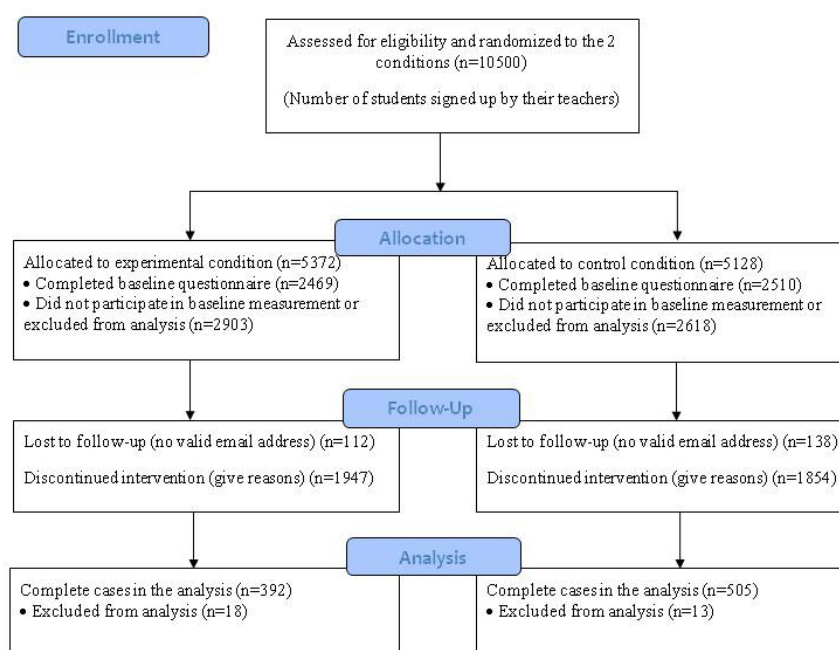 Enrollment
Assessed for eligibility and randomized to the 2
conditions (n=10500)
(Number of students signed up by their teachers)
Allocation
Allocated to experimental condition (n=5372)
• Completed baseline questionnaire (n=2469)
• Did not participate in baseline measurement or
excluded from analysis (n=2903)
Allocated to control condition (n=5128)
• Completed baseline questionnaire (n=2510)
• Did not participate in baseline measurement or
excluded from analysis (n=2618)
Follow-Up
Lost to follow-up (no valid email address) (n=112)
Discontinued intervention (give reasons) (n=1947)
Lost to follow-up (no valid email address) (n=138)
Discontinued intervention (give reasons) (n=1854)
Analysis
Complete cases in the analysis (n=392)
• Excluded from analysis (n=18)
Complete cases in the analysis (n=505)
• Excluded from analysis (n=13)